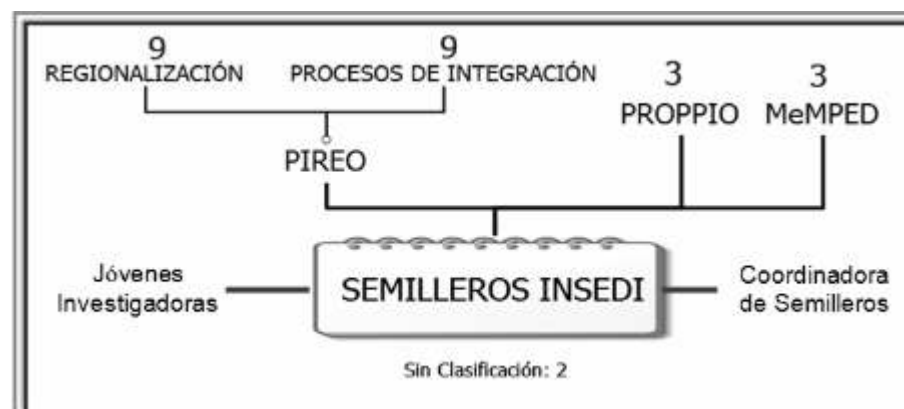 9
REGIONALIZACIÓN
9
PROCESOS DE INTEGRACIÓN
3
PROPPIO
3
MeMPED
PIREO
Jóvenes
Investigadoras
SEMILLEROS INSEDI
Coordinadora
de Semilleros
Sin Clasificación: 2